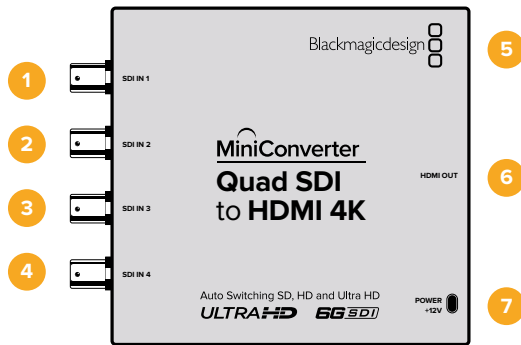 Blackmagicdesign
1
SDI IN 1
5
2
SDI IN 2
MiniConverter
Quad SDI
to HDMI 4K
HDMI OUT
6
3
SDI IN 3
4
SDI IN 4
Auto Switching SD, HD and Ultra HD
ULTRA HD 6G SDI
POWER
+12V
7